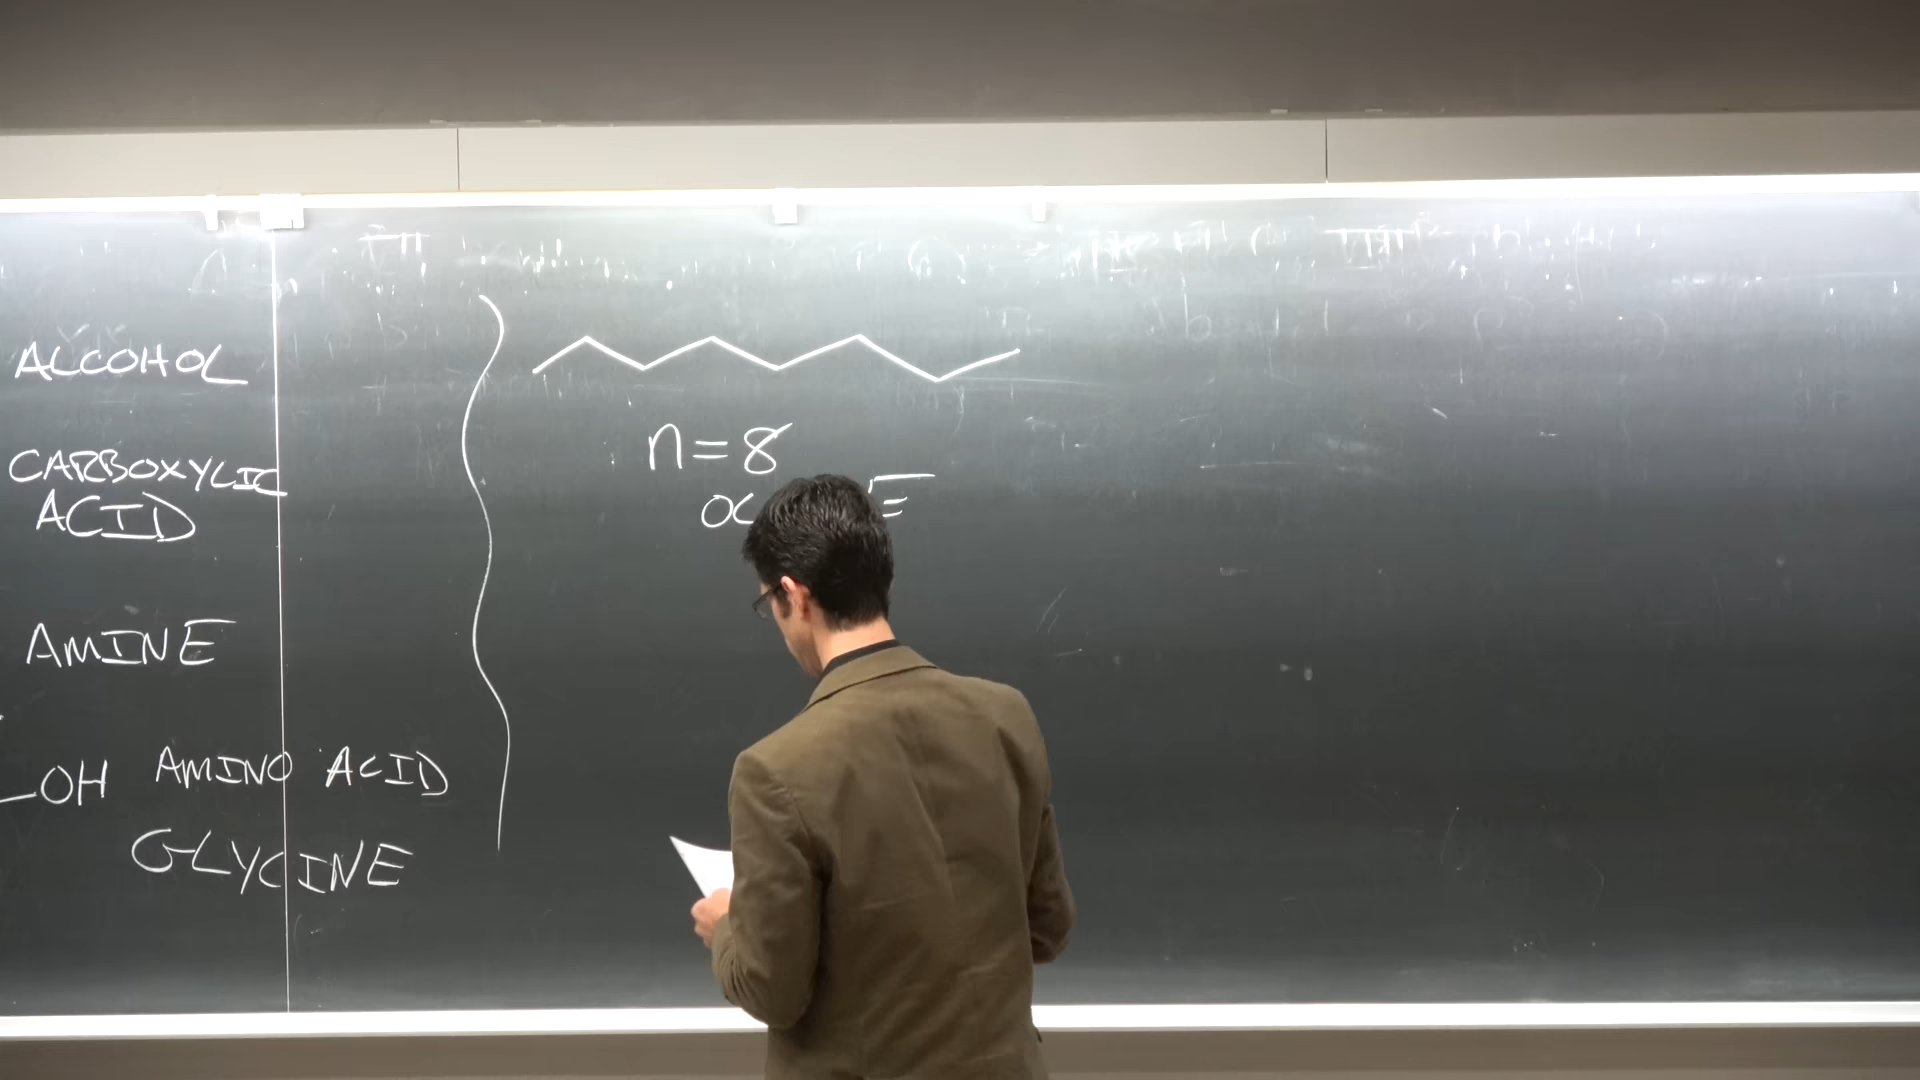 ALCOHOL
CARBOXYLIC
ACID
AMINE
OH AMINO ACID
GLYCINE
n=8